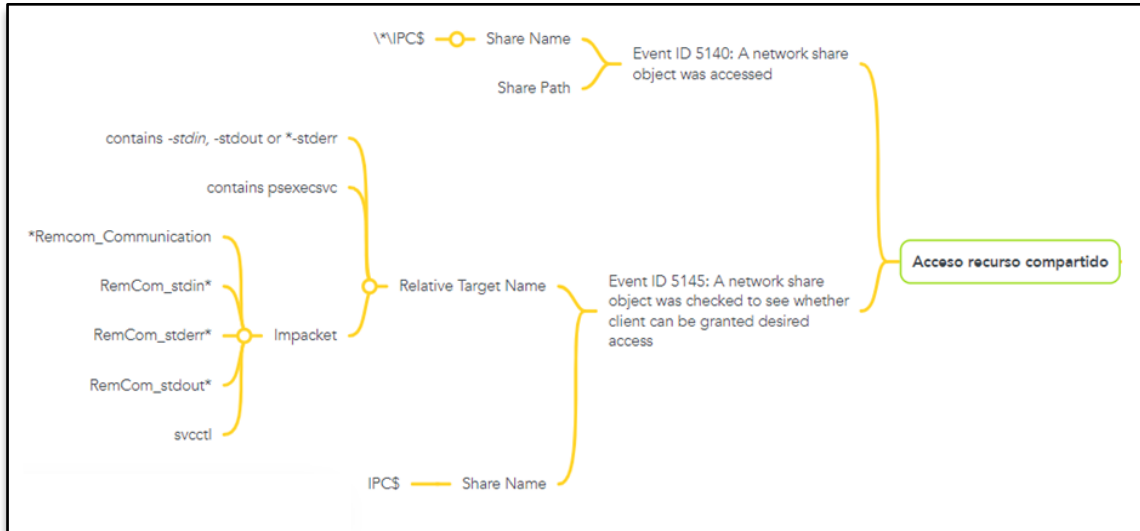 \*\IPC$
Share Name
Event ID 5140: A network share
object was accessed
Share Path
contains -stdin, -stdout or *-stderr
contains psexecsvc
*Remcom_Communication
RemCom_stdin*
RemCom_stderr*
RemCom_stdout*
svcctl
Impacket
Relative Target Name
Event ID 5145: A network share
object was checked to see whether
client can be granted desired
access
IPC$
Share Name
Acceso recurso compartido